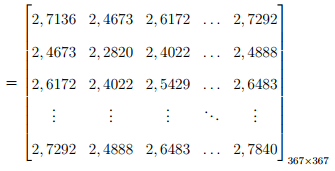 2,7136 2,4673 2,6172 … 2,7292
2,4673 2,2820 2,4022 … 2,4888
= 2,6172 2,4022 2,5429 … 2,6483
⋮ ⋮ ⋮ ⋱ ⋮
2,7292 2,4888 2,6483 … 2,7840
367×367